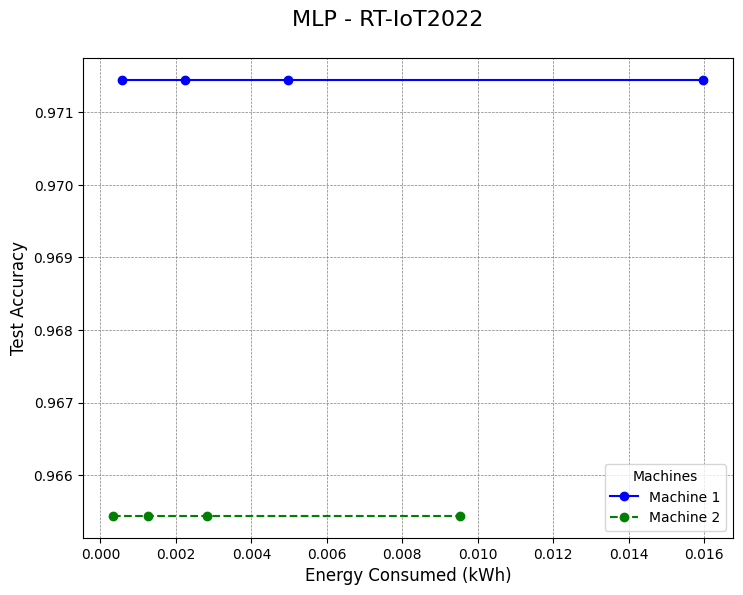 MLP - RT-IoT2022
Test Accuracy
0.971
0.970
0.969
0.968
0.967
0.966
Machines
Machine 1
Machine 2
0.000 0.002 0.004 0.006 0.008 0.010 0.012 0.014 0.016
Energy Consumed (kWh)